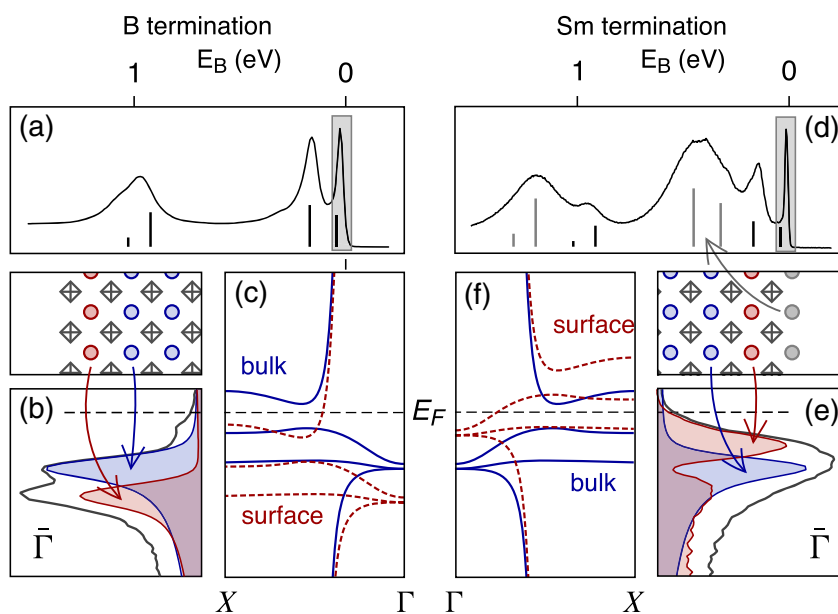 B termination
Sm termination
E_B (eV)
E_B (eV)
1
0
1
0
(a)
(d)
(c)
(f)
bulk
surface
(b)
E_F
(e)
surface
bulk
Γ̄
Γ̄
X
Γ
Γ
X